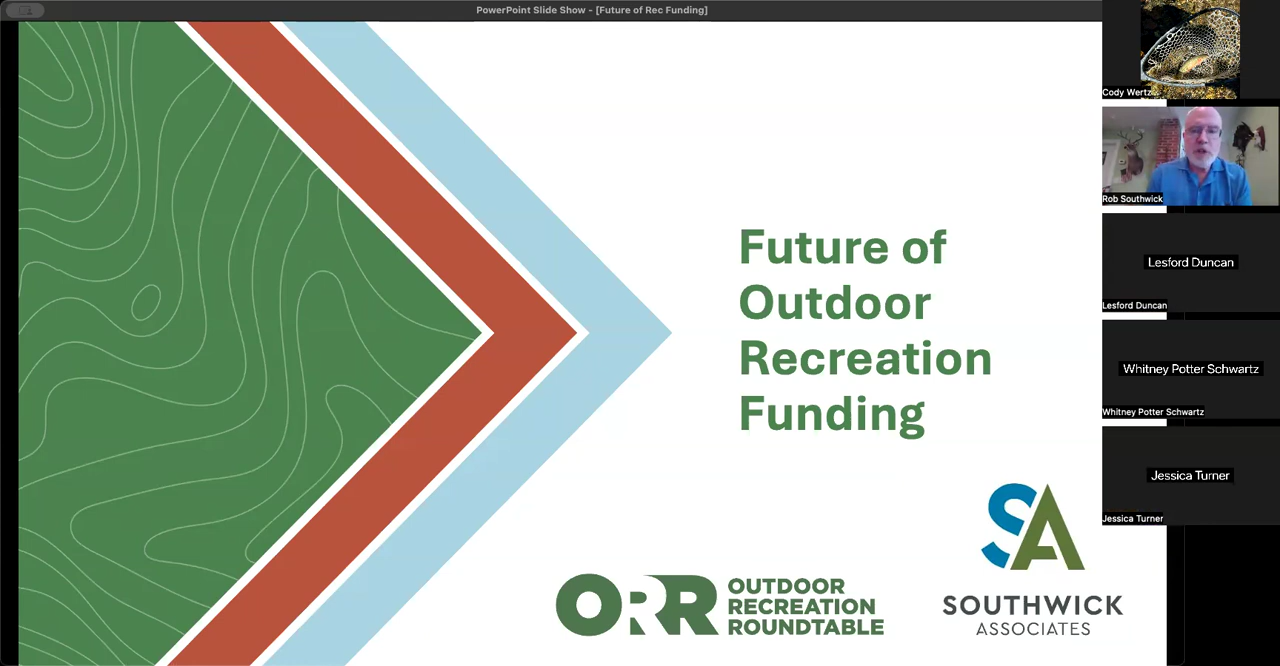 PowerPoint Slide Show - [Future of Rec Funding]
Future of
Outdoor
Recreation
Funding
ORR
OUTDOOR
RECREATION
ROUNDTABLE
SA
SOUTHWICK
ASSOCIATES
Cody Wertz
Rob Southwick
Lesford Duncan
Lesford Duncan
Whitney Potter Schwartz
Whitney Potter Schwartz
Jessica Turner
Jessica Turner